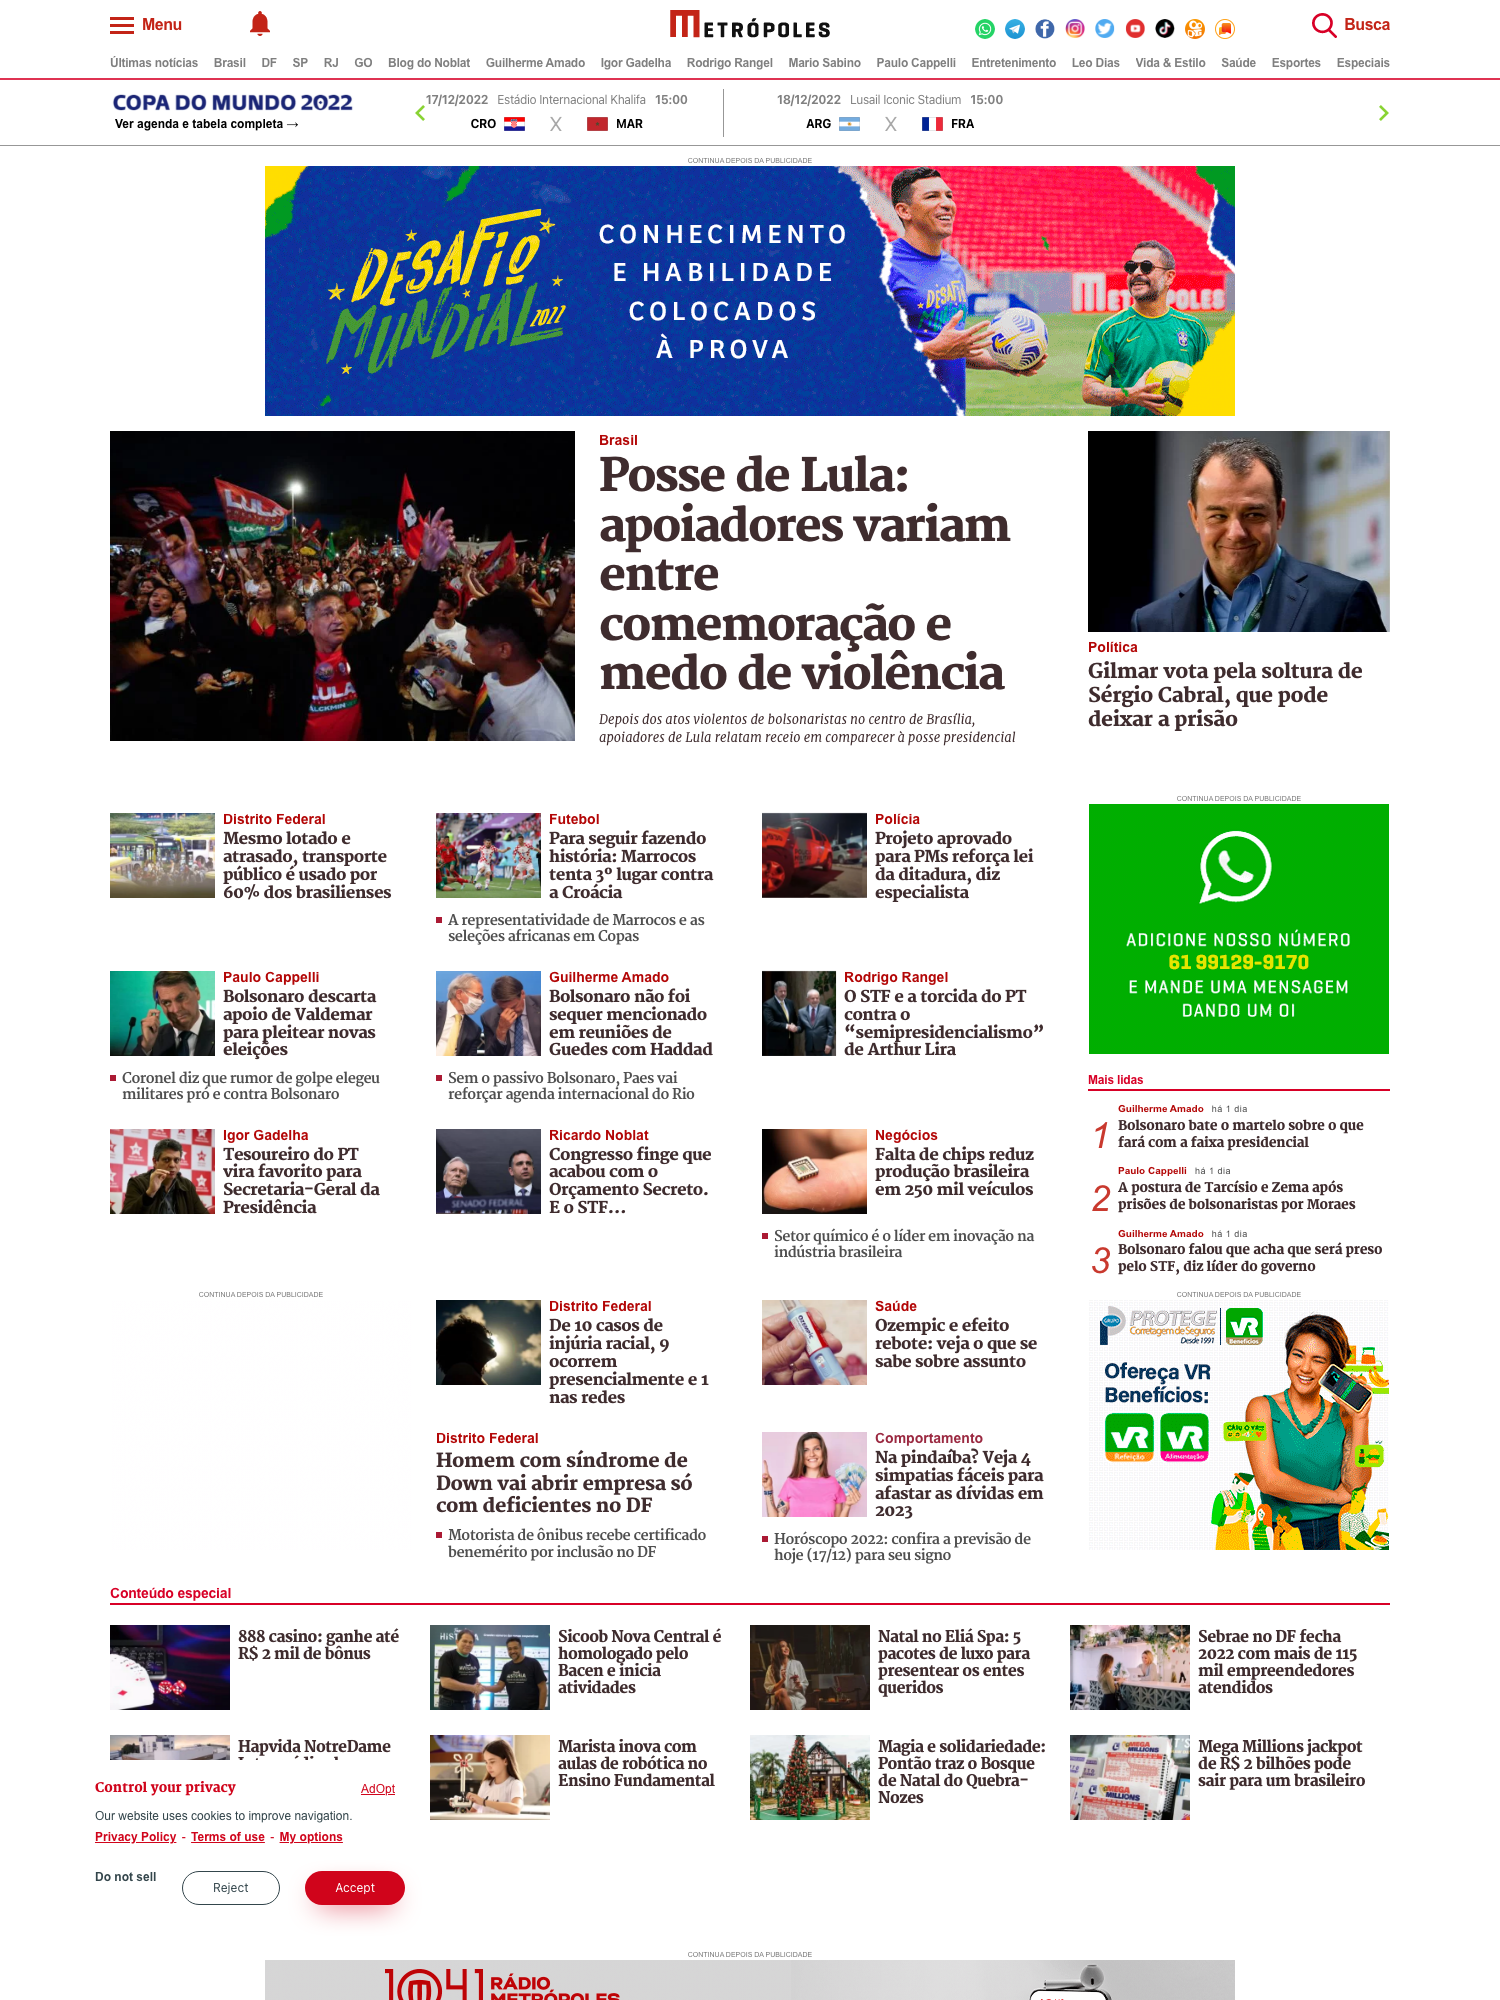 Menu
METRÓPOLES
Busca
Últimas notícias Brasil DF SP RJ GO Blog do Noblat Guilherme Amado Igor Gadelha Rodrigo Rangel Mario Sabino Paulo Cappelli Entretenimento Leo Dias Vida & Estilo Saúde Esportes Especiais
COPA DO MUNDO 2022
Ver agenda e tabela completa →
17/12/2022 Estádio Internacional Khalifa 15:00
CRO X MAR
18/12/2022 Lusail Iconic Stadium 15:00
ARG X FRA
CONTINUA DEPOIS DA PUBLICIDADE
DESAFIO
MUNDIAL 2022
CONHECIMENTO
E HABILIDADE
COLOCADOS
À PROVA
DESAFIO
METRÓPOLES
LULA
LULA
ALCKMIN
Brasil
Posse de Lula:
apoiadores variam
entre
comemoração e
medo de violência
Depois dos atos violentos de bolsonaristas no centro de Brasília,
apoiadores de Lula relatam receio em comparecer à posse presidencial
Política
Gilmar vota pela soltura de
Sérgio Cabral, que pode
deixar a prisão
Distrito Federal
Mesmo lotado e
atrasado, transporte
público é usado por
60% dos brasilienses
Futebol
Para seguir fazendo
história: Marrocos
tenta 3º lugar contra
a Croácia
A representatividade de Marrocos e as
seleções africanas em Copas
Polícia
Projeto aprovado
para PMs reforça lei
da ditadura, diz
especialista
CONTINUA DEPOIS DA PUBLICIDADE
ADICIONE NOSSO NÚMERO
61 99129-9170
E MANDE UMA MENSAGEM
DANDO UM OI
Paulo Cappelli
Bolsonaro descarta
apoio de Valdemar
para pleitear novas
eleições
Coronel diz que rumor de golpe elegeu
militares pró e contra Bolsonaro
Guilherme Amado
Bolsonaro não foi
sequer mencionado
em reuniões de
Guedes com Haddad
Sem o passivo Bolsonaro, Paes vai
reforçar agenda internacional do Rio
Rodrigo Rangel
O STF e a torcida do PT
contra o
“semipresidencialismo”
de Arthur Lira
Mais lidas
1
Guilherme Amado há 1 dia
Bolsonaro bate o martelo sobre o que
fará com a faixa presidencial
2
Paulo Cappelli há 1 dia
A postura de Tarcísio e Zema após
prisões de bolsonaristas por Moraes
3
Guilherme Amado há 1 dia
Bolsonaro falou que acha que será preso
pelo STF, diz líder do governo
Igor Gadelha
Tesoureiro do PT
vira favorito para
Secretaria-Geral da
Presidência
SENADO FEDERAL
Ricardo Noblat
Congresso finge que
acabou com o
Orçamento Secreto.
E o STF…
Negócios
Falta de chips reduz
produção brasileira
em 250 mil veículos
Setor químico é o líder em inovação na
indústria brasileira
CONTINUA DEPOIS DA PUBLICIDADE
Distrito Federal
De 10 casos de
injúria racial, 9
ocorrem
presencialmente e 1
nas redes
OZEMPIC
Saúde
Ozempic e efeito
rebote: veja o que se
sabe sobre assunto
CONTINUA DEPOIS DA PUBLICIDADE
GRUPO
PROTEGE
Corretagem de Seguros
Desde 1991
VR
Benefícios
Ofereça VR
Benefícios:
VR
Refeição
VR
Alimentação
Distrito Federal
Homem com síndrome de
Down vai abrir empresa só
com deficientes no DF
Motorista de ônibus recebe certificado
benemérito por inclusão no DF
Comportamento
Na pindaíba? Veja 4
simpatias fáceis para
afastar as dívidas em
2023
Horóscopo 2022: confira a previsão de
hoje (17/12) para seu signo
Conteúdo especial
888 casino: ganhe até
R$ 2 mil de bônus
Sicoob Nova Central é
homologado pelo
Bacen e inicia
atividades
Natal no Eliá Spa: 5
pacotes de luxo para
presentear os entes
queridos
Sebrae no DF fecha
2022 com mais de 115
mil empreendedores
atendidos
Hapvida NotreDame
Marista inova com
aulas de robótica no
Ensino Fundamental
Magia e solidariedade:
Pontão traz o Bosque
de Natal do Quebra-
Nozes
MEGA
MILLIONS
Mega Millions jackpot
de R$ 2 bilhões pode
sair para um brasileiro
Control your privacy
AdOpt
Our website uses cookies to improve navigation.
Privacy Policy - Terms of use - My options
Do not sell
Reject
Accept
CONTINUA DEPOIS DA PUBLICIDADE
104.1 RÁDIO
METRÓPOLES